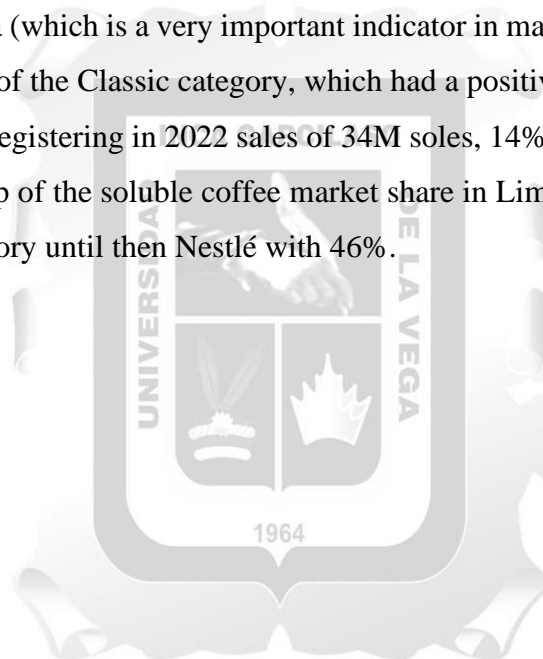 (which is a very important indicator in ma
of the Classic category, which had a positiv
egistering in 2022 sales of 34M soles, 14%
p of the soluble coffee market share in Lim
ory until then Nestlé with 46%.
UNIVERSIDAD
DE LA VEGA
1964